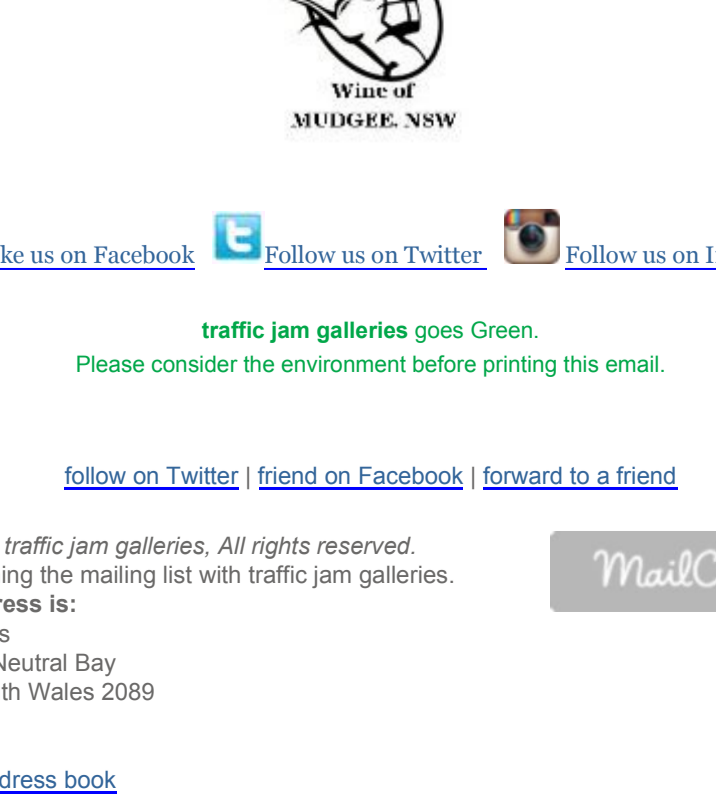 Wine of
MUDGEE. NSW
ke us on Facebook Follow us on Twitter Follow us on I
traffic jam galleries goes Green.
Please consider the environment before printing this email.
follow on Twitter | friend on Facebook | forward to a friend
traffic jam galleries, All rights reserved.
ing the mailing list with traffic jam galleries.
ress is:
s
Neutral Bay
th Wales 2089
MailC
dress book